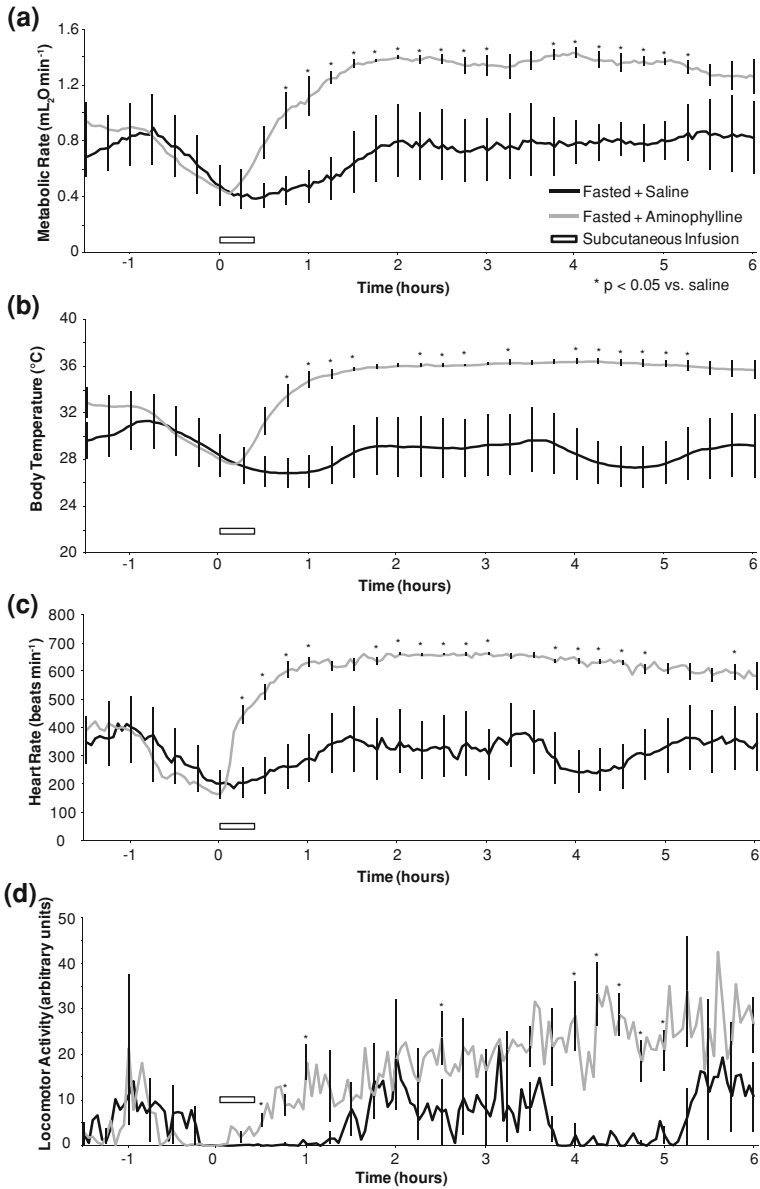 (a)
Metabolic Rate (mL2O min-1)
1.6
1.2
0.8
0.4
0
* * * * * * * * * * * * * * * *
Fasted + Saline
Fasted + Aminophylline
Subcutaneous Infusion
-1 0 1 2 3 4 5 6
Time (hours)
* p < 0.05 vs. saline
(b)
Body Temperature (°C)
40
36
32
28
24
20
* * * * * * * * * * * * * *
-1 0 1 2 3 4 5 6
Time (hours)
(c)
Heart Rate (beats min-1)
800
700
600
500
400
300
200
100
0
* * * * * * * * * * * * * * * *
-1 0 1 2 3 4 5 6
Time (hours)
(d)
Locomotor Activity (arbitrary units)
50
40
30
20
10
0
* * * * * * * * *
-1 0 1 2 3 4 5 6
Time (hours)